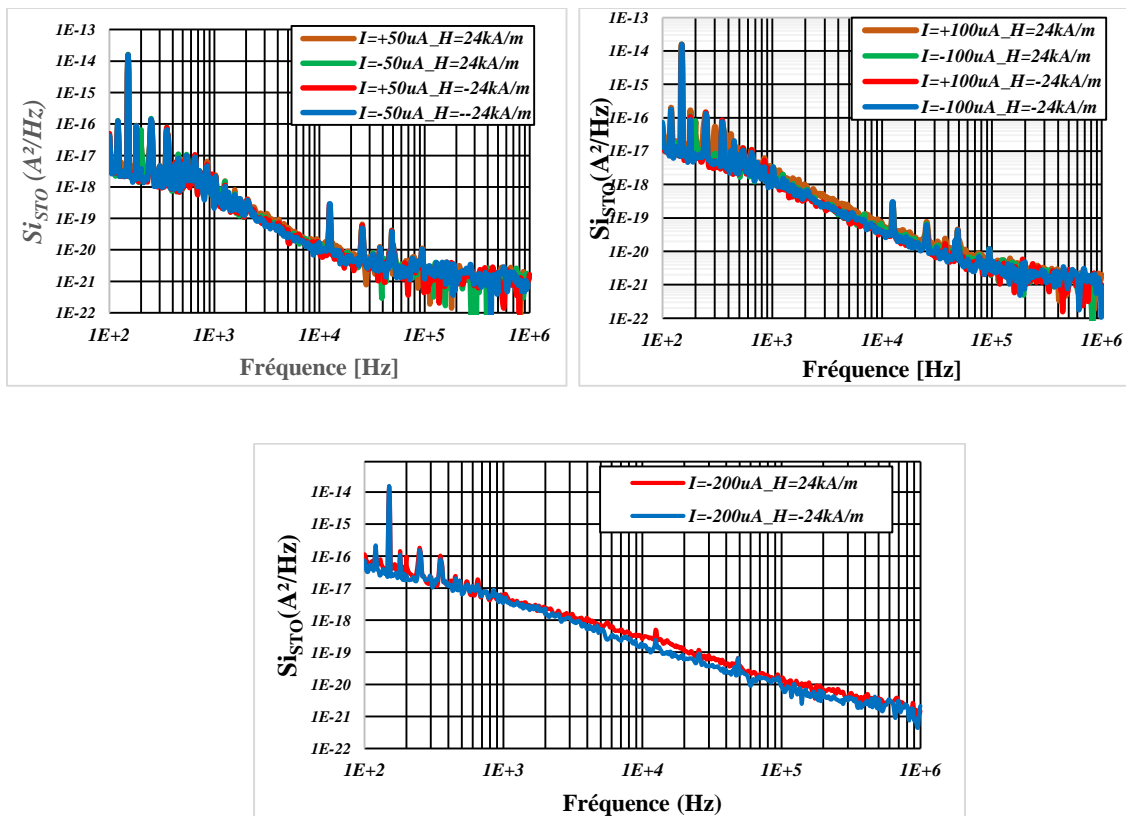 1E-13
1E-14
1E-15
1E-16
1E-17
1E-18
1E-19
1E-20
1E-21
1E-22
Si_STO (A²/Hz)
I=+50uA_H=24kA/m
I=-50uA_H=24kA/m
I=+50uA_H=-24kA/m
I=-50uA_H=--24kA/m
1E+2 1E+3 1E+4 1E+5 1E+6
Fréquence [Hz]
1E-13
1E-14
1E-15
1E-16
1E-17
1E-18
1E-19
1E-20
1E-21
1E-22
Si_STO(A²/Hz)
I=+100uA_H=24kA/m
I=-100uA_H=24kA/m
I=+100uA_H=-24kA/m
I=-100uA_H=-24kA/m
1E+2 1E+3 1E+4 1E+5 1E+6
Fréquence [Hz]
1E-14
1E-15
1E-16
1E-17
1E-18
1E-19
1E-20
1E-21
1E-22
Si_STO(A²/Hz)
I=-200uA_H=24kA/m
I=-200uA_H=-24kA/m
1E+2 1E+3 1E+4 1E+5 1E+6
Fréquence (Hz)